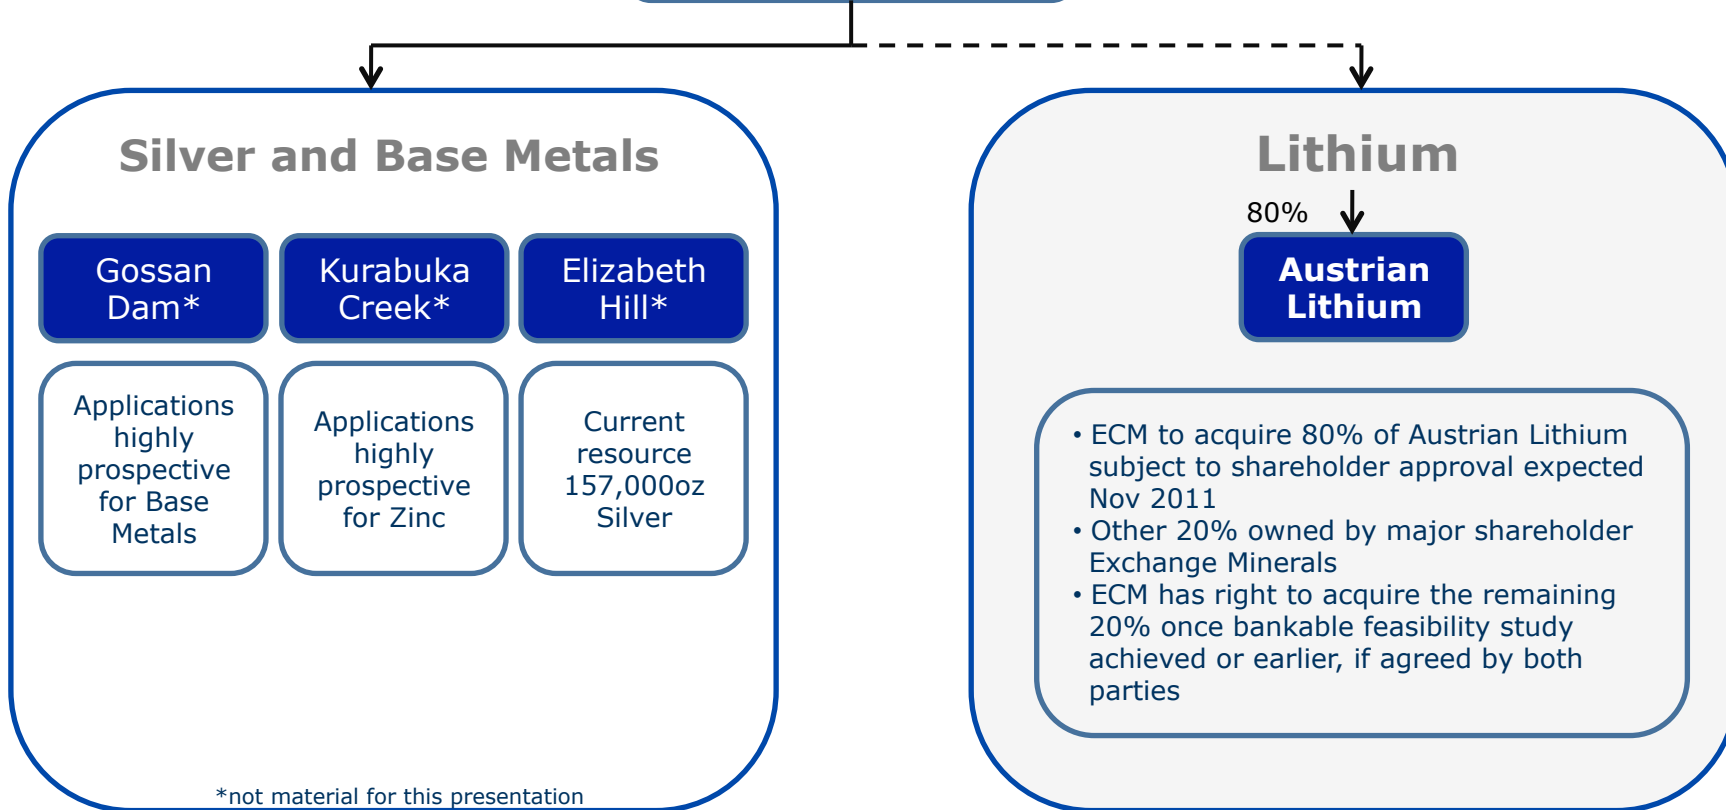 Silver and Base Metals
Gossan
Dam*
Kurabuka
Creek*
Elizabeth
Hill*
Applications
highly
prospective
for Base
Metals
Applications
highly
prospective
for Zinc
Current
resource
157,000oz
Silver
*not material for this presentation
Lithium
80%
Austrian
Lithium
• ECM to acquire 80% of Austrian Lithium
subject to shareholder approval expected
Nov 2011
• Other 20% owned by major shareholder
Exchange Minerals
• ECM has right to acquire the remaining
20% once bankable feasibility study
achieved or earlier, if agreed by both
parties